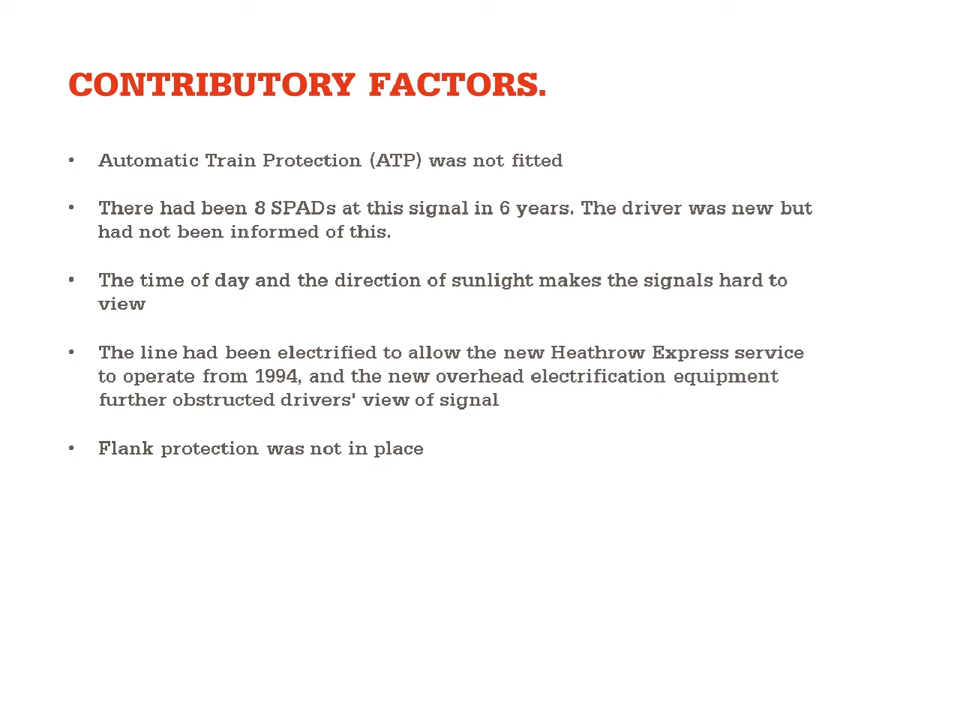 CONTRIBUTORY FACTORS.
• Automatic Train Protection (ATP) was not fitted
• There had been 8 SPADs at this signal in 6 years. The driver was new but
had not been informed of this.
• The time of day and the direction of sunlight makes the signals hard to
view
• The line had been electrified to allow the new Heathrow Express service
to operate from 1994, and the new overhead electrification equipment
further obstructed drivers' view of signal
• Flank protection was not in place